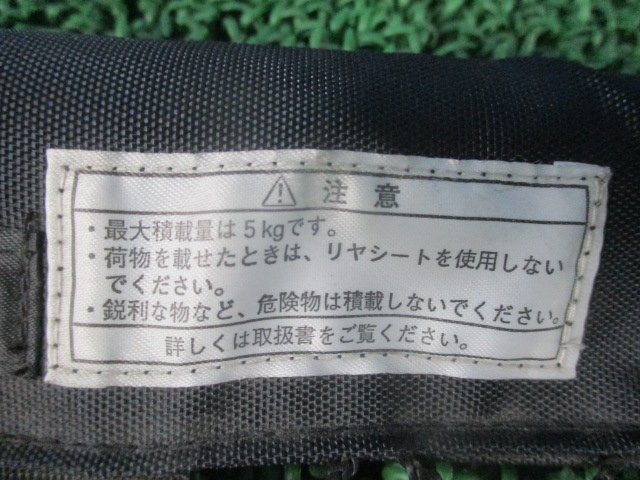 ⚠ 注意
・最大積載量は5kgです。
・荷物を載せたときは、リヤシートを使用しない
でください。
・鋭利な物など、危険物は積載しないでください。
詳しくは取扱書をご覧ください。